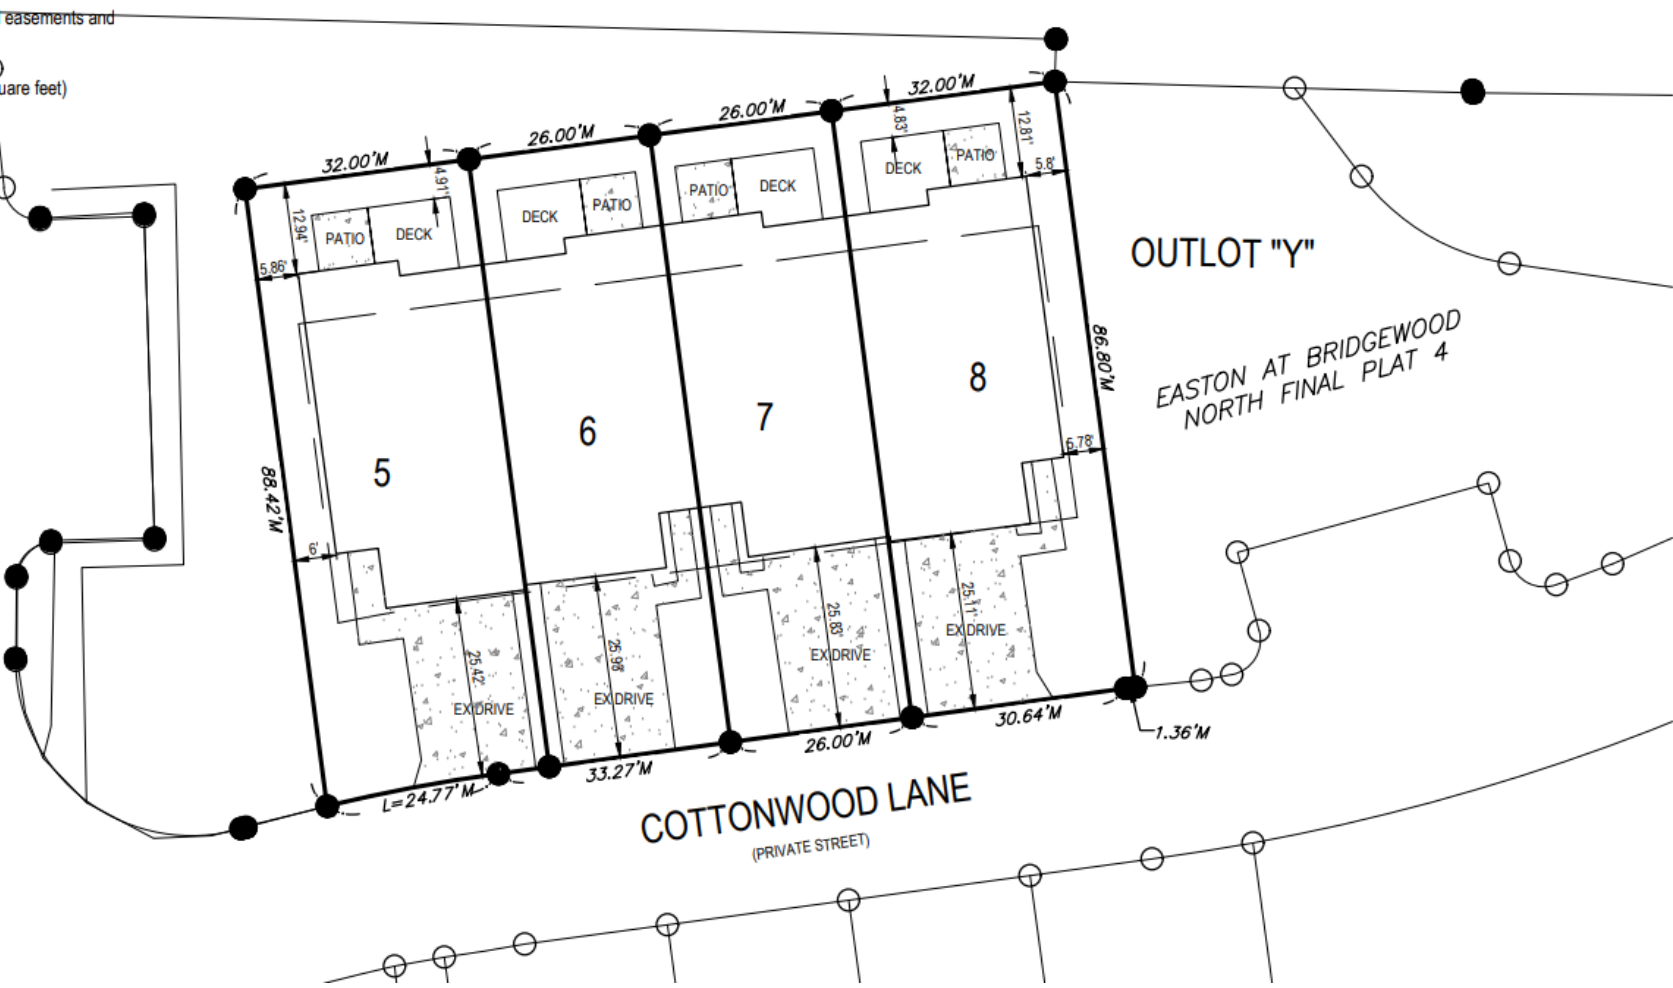 easements and
uare feet)
32.00'M
26.00'M
26.00'M
32.00'M
4.91'
4.83'
12.81'
12.94'
5.86'
5.8'
PATIO
DECK
DECK
PATIO
PATIO
DECK
DECK
PATIO
OUTLOT "Y"
EASTON AT BRIDGEWOOD
NORTH FINAL PLAT 4
5
6
7
8
88.42'M
86.80'M
6'
5.78'
25.42'
25.98'
25.83'
25.11'
EX DRIVE
EX DRIVE
EX DRIVE
EX DRIVE
L=24.77'M
33.27'M
26.00'M
30.64'M
1.36'M
COTTONWOOD LANE
(PRIVATE STREET)